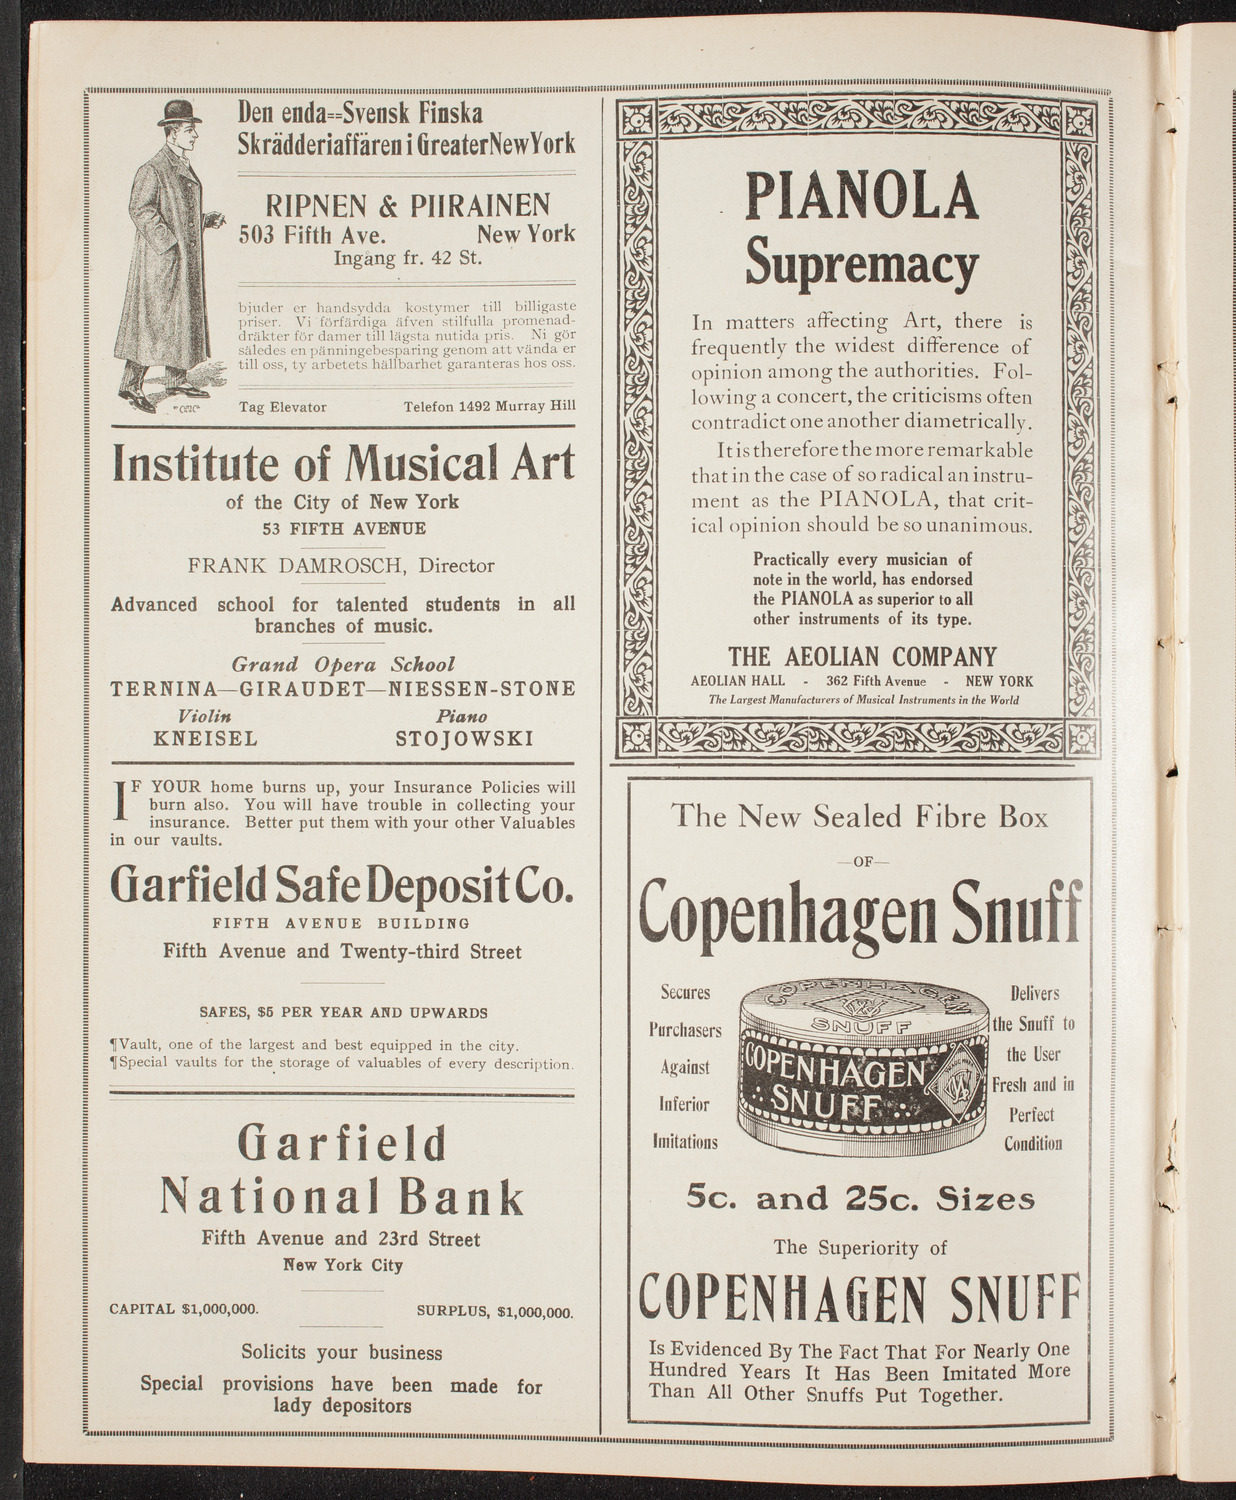 Den enda--Svensk Finska
Skrädderiaffären i Greater New York
RIPNEN & PIIRAINEN
503 Fifth Ave. New York
Ingång fr. 42 St.
bjuder er handsydda kostymer till billigaste
priser. Vi förfärdiga äfven stilfulla promenad-
dräkter för damer till lägsta nutida pris. Ni gör
således en pänningebesparing genom att vända er
till oss, ty arbetets hållbarhet garanteras hos oss.
Tag Elevator Telefon 1492 Murray Hill
Institute of Musical Art
of the City of New York
53 FIFTH AVENUE
FRANK DAMROSCH, Director
Advanced school for talented students in all
branches of music.
Grand Opera School
TERNINA—GIRAUDET—NIESSEN-STONE
Violin Piano
KNEISEL STOJOWSKI
IF YOUR home burns up, your Insurance Policies will
burn also. You will have trouble in collecting your
insurance. Better put them with your other Valuables
in our vaults.
Garfield Safe Deposit Co.
FIFTH AVENUE BUILDING
Fifth Avenue and Twenty-third Street
SAFES, $5 PER YEAR AND UPWARDS
¶Vault, one of the largest and best equipped in the city.
¶Special vaults for the storage of valuables of every description.
Garfield
National Bank
Fifth Avenue and 23rd Street
New York City
CAPITAL $1,000,000. SURPLUS, $1,000,000.
Solicits your business
Special provisions have been made for
lady depositors
PIANOLA
Supremacy
In matters affecting Art, there is
frequently the widest difference of
opinion among the authorities. Fol-
lowing a concert, the criticisms often
contradict one another diametrically.
It is therefore the more remarkable
that in the case of so radical an instru-
ment as the PIANOLA, that crit-
ical opinion should be so unanimous.
Practically every musician of
note in the world, has endorsed
the PIANOLA as superior to all
other instruments of its type.
THE AEOLIAN COMPANY
AEOLIAN HALL - 362 Fifth Avenue - NEW YORK
The Largest Manufacturers of Musical Instruments in the World
The New Sealed Fibre Box
—OF—
Copenhagen Snuff
Secures
Purchasers
Against
Inferior
Imitations
COPENHAGEN
SNUFF
COPENHAGEN
SNUFF
Delivers
the Snuff to
the User
Fresh and in
Perfect
Condition
5c. and 25c. Sizes
The Superiority of
COPENHAGEN SNUFF
Is Evidenced By The Fact That For Nearly One
Hundred Years It Has Been Imitated More
Than All Other Snuffs Put Together.